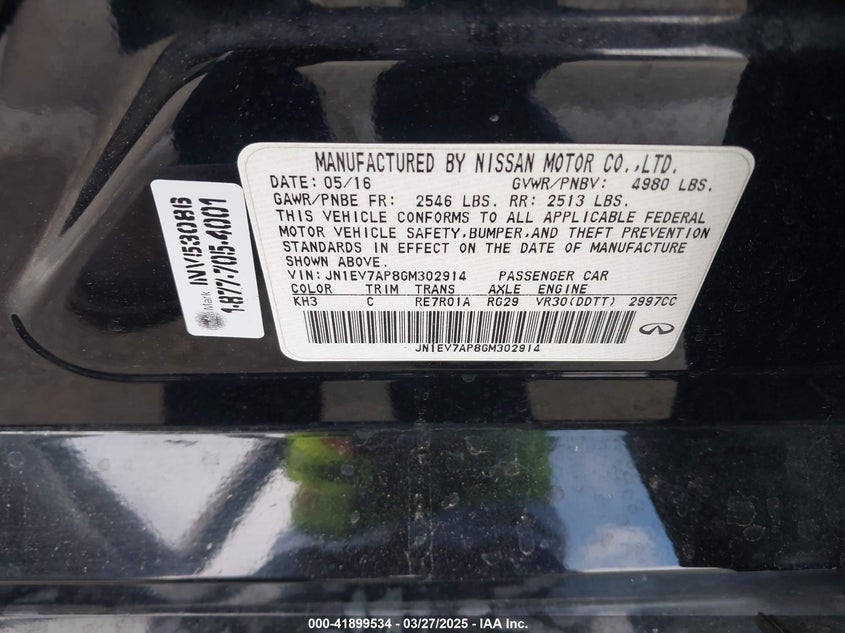 MANUFACTURED BY NISSAN MOTOR CO.,LTD.
DATE: 05/16 GVWR/PNBV: 4980 LBS.
GAWR/PNBE FR: 2546 LBS. RR: 2513 LBS.
THIS VEHICLE CONFORMS TO ALL APPLICABLE FEDERAL
MOTOR VEHICLE SAFETY,BUMPER,AND THEFT PREVENTION
STANDARDS IN EFFECT ON THE DATE OF MANUFACTURE
SHOWN ABOVE.
VIN: JN1EV7AP8GM302914 PASSENGER CAR
COLOR TRIM TRANS AXLE ENGINE
KH3 C RE7R01A RG29 VR30(DDTT) 2997CC
JN1EV7AP8GM302914
INV53086
Mark 1-877-7015-4001
000-41899534 — 03/27/2025 — IAA Inc.